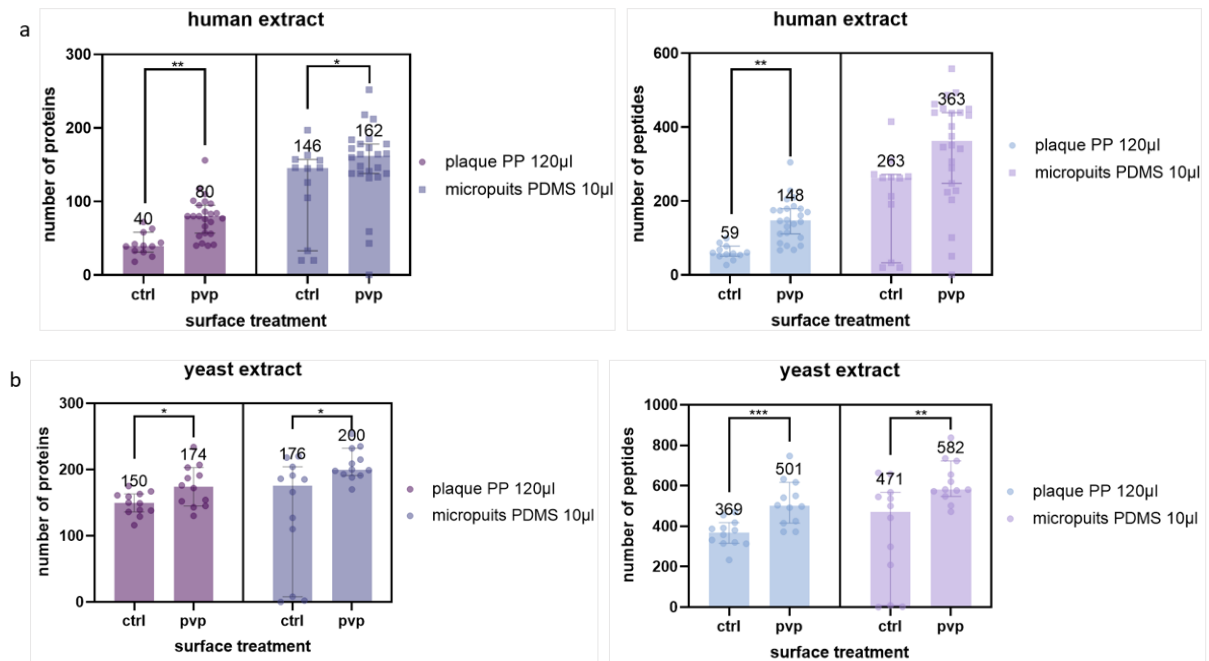 a
human extract
number of proteins
300
200
100
0
**
*
40
80
146
162
ctrl
pvp
ctrl
pvp
surface treatment
plaque PP 120µl
micropuits PDMS 10µl
human extract
number of peptides
600
400
200
0
**
59
148
263
363
ctrl
pvp
ctrl
pvp
surface treatment
plaque PP 120µl
micropuits PDMS 10µl
b
yeast extract
number of proteins
300
200
100
0
*
*
150
174
176
200
ctrl
pvp
ctrl
pvp
surface treatment
plaque PP 120µl
micropuits PDMS 10µl
yeast extract
number of peptides
1000
800
600
400
200
0
***
**
369
501
471
582
ctrl
pvp
ctrl
pvp
surface treatment
plaque PP 120µl
micropuits PDMS 10µl